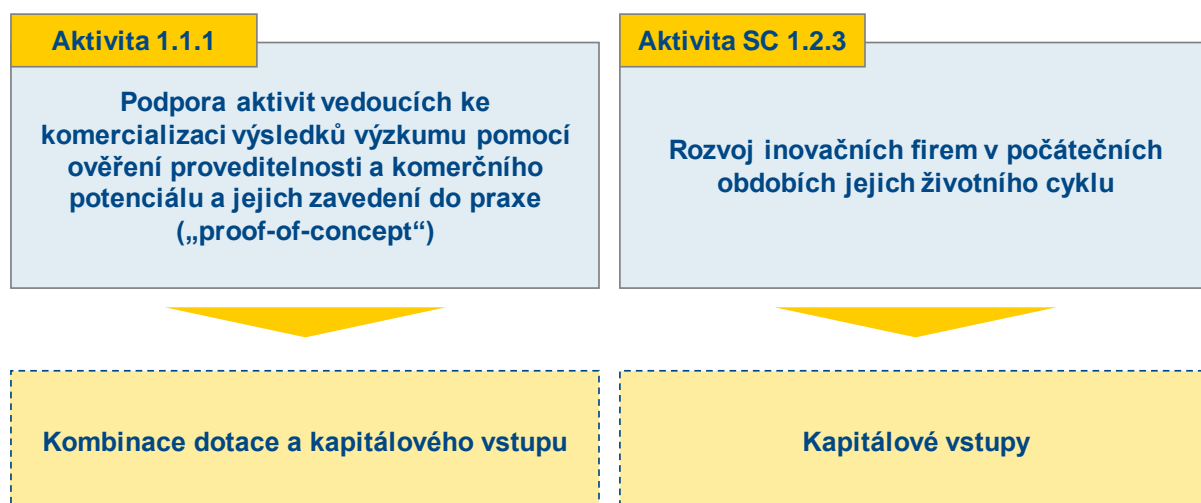 Aktivita 1.1.1
Podpora aktivit vedoucích ke
komercializaci výsledků výzkumu pomocí
ověření proveditelnosti a komerčního
potenciálu a jejich zavedení do praxe
(„proof-of-concept“)
Kombinace dotace a kapitálového vstupu
Aktivita SC 1.2.3
Rozvoj inovačních firem v počátečních
obdobích jejich životního cyklu
Kapitálové vstupy